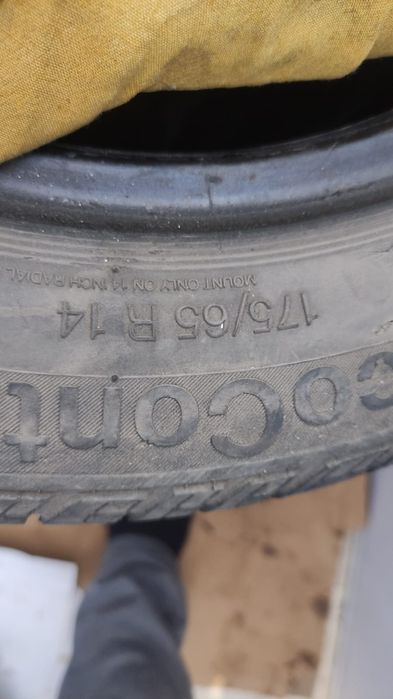 coCont
175/65 R 14
MOUNT ONLY ON 14 INCH RADIAL